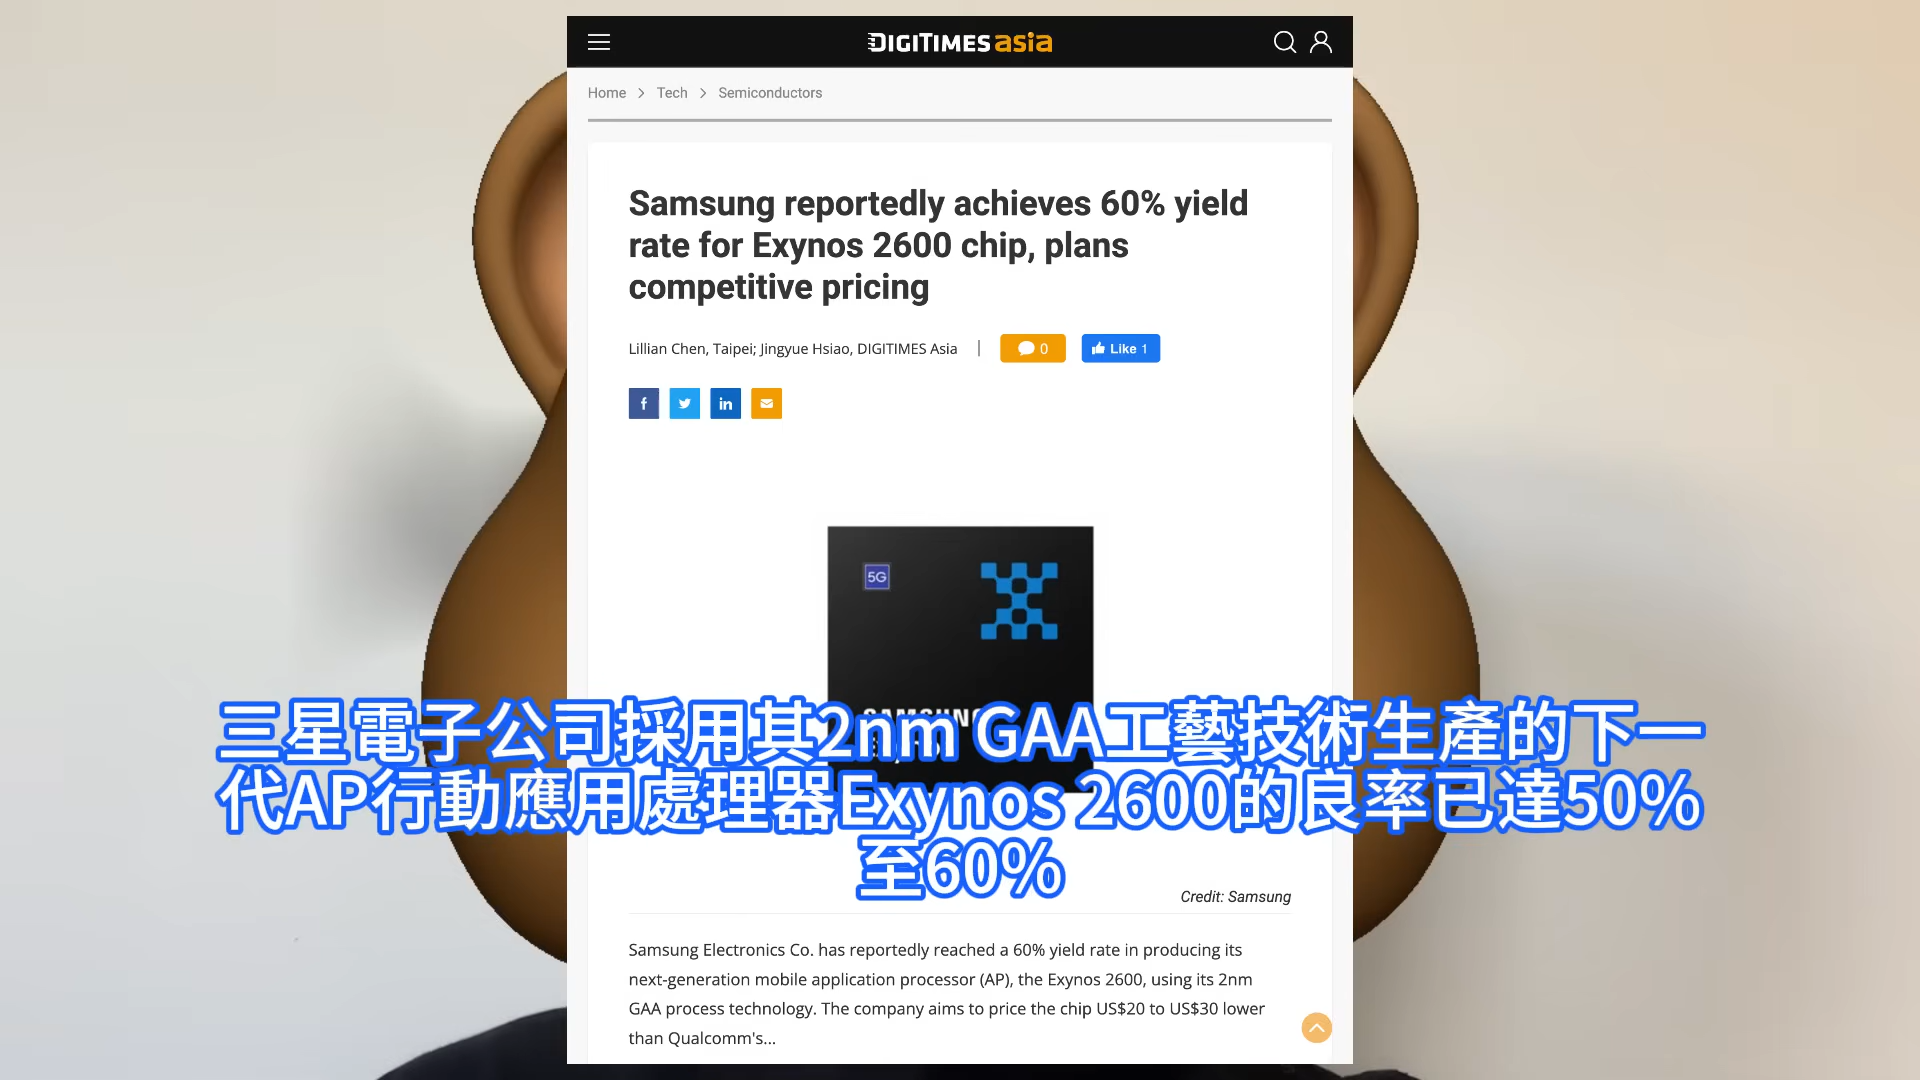 DIGITIMES asia
Home > Tech > Semiconductors
Samsung reportedly achieves 60% yield
rate for Exynos 2600 chip, plans
competitive pricing
Lillian Chen, Taipei; Jingyue Hsiao, DIGITIMES Asia | 0 Like 1
5G
SAMSUNG
三星電子公司採用其2nm GAA工藝技術生產的下一
代AP行動應用處理器Exynos 2600的良率已達50%
至60%
Credit: Samsung
Samsung Electronics Co. has reportedly reached a 60% yield rate in producing its
next-generation mobile application processor (AP), the Exynos 2600, using its 2nm
GAA process technology. The company aims to price the chip US$20 to US$30 lower
than Qualcomm's...